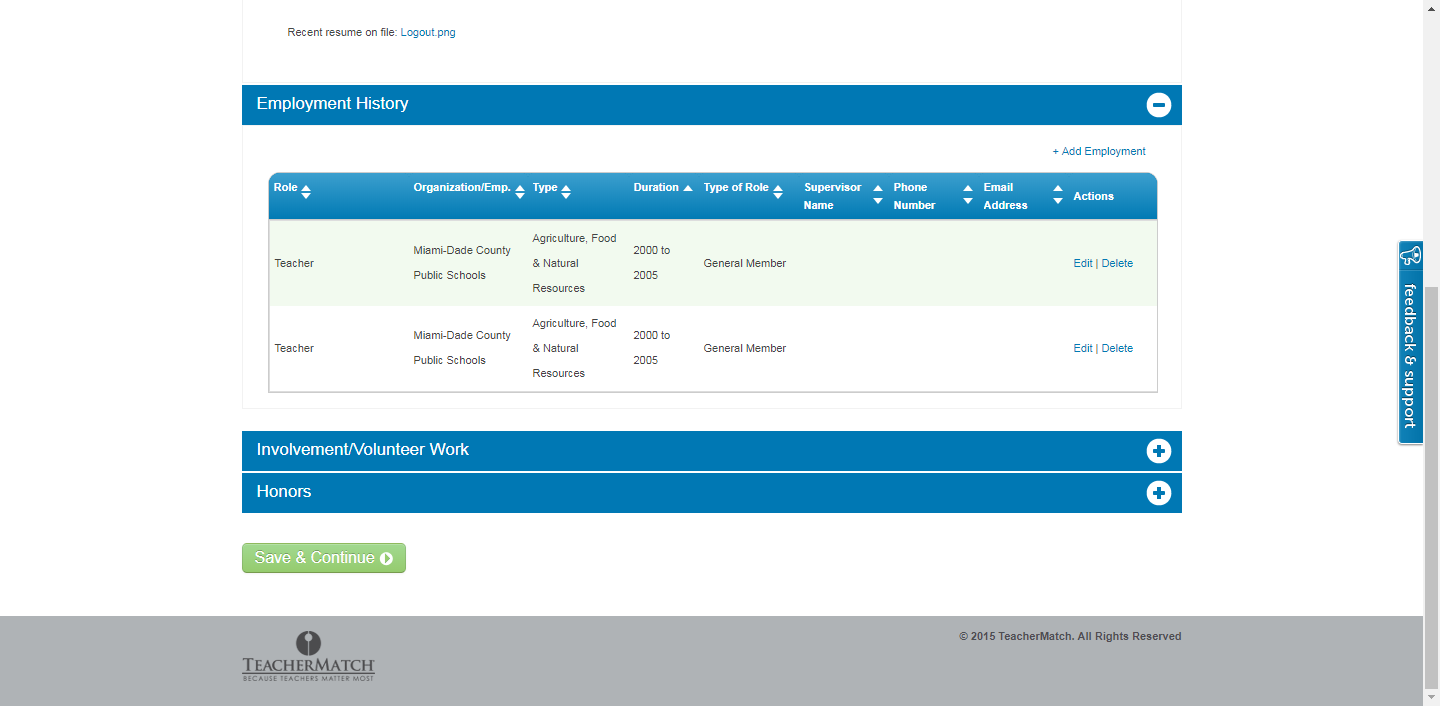 Recent resume on file: Logout.png
Employment History
+ Add Employment
Role Organization/Emp. Type Duration Type of Role Supervisor Name Phone Number Email Address Actions
Teacher
Miami-Dade County
Public Schools
Agriculture, Food
& Natural
Resources
2000 to
2005
General Member
Edit | Delete
Teacher
Miami-Dade County
Public Schools
Agriculture, Food
& Natural
Resources
2000 to
2005
General Member
Edit | Delete
Involvement/Volunteer Work
Honors
Save & Continue
feedback & support
TEACHERMATCH
BECAUSE TEACHERS MATTER MOST
© 2015 TeacherMatch. All Rights Reserved